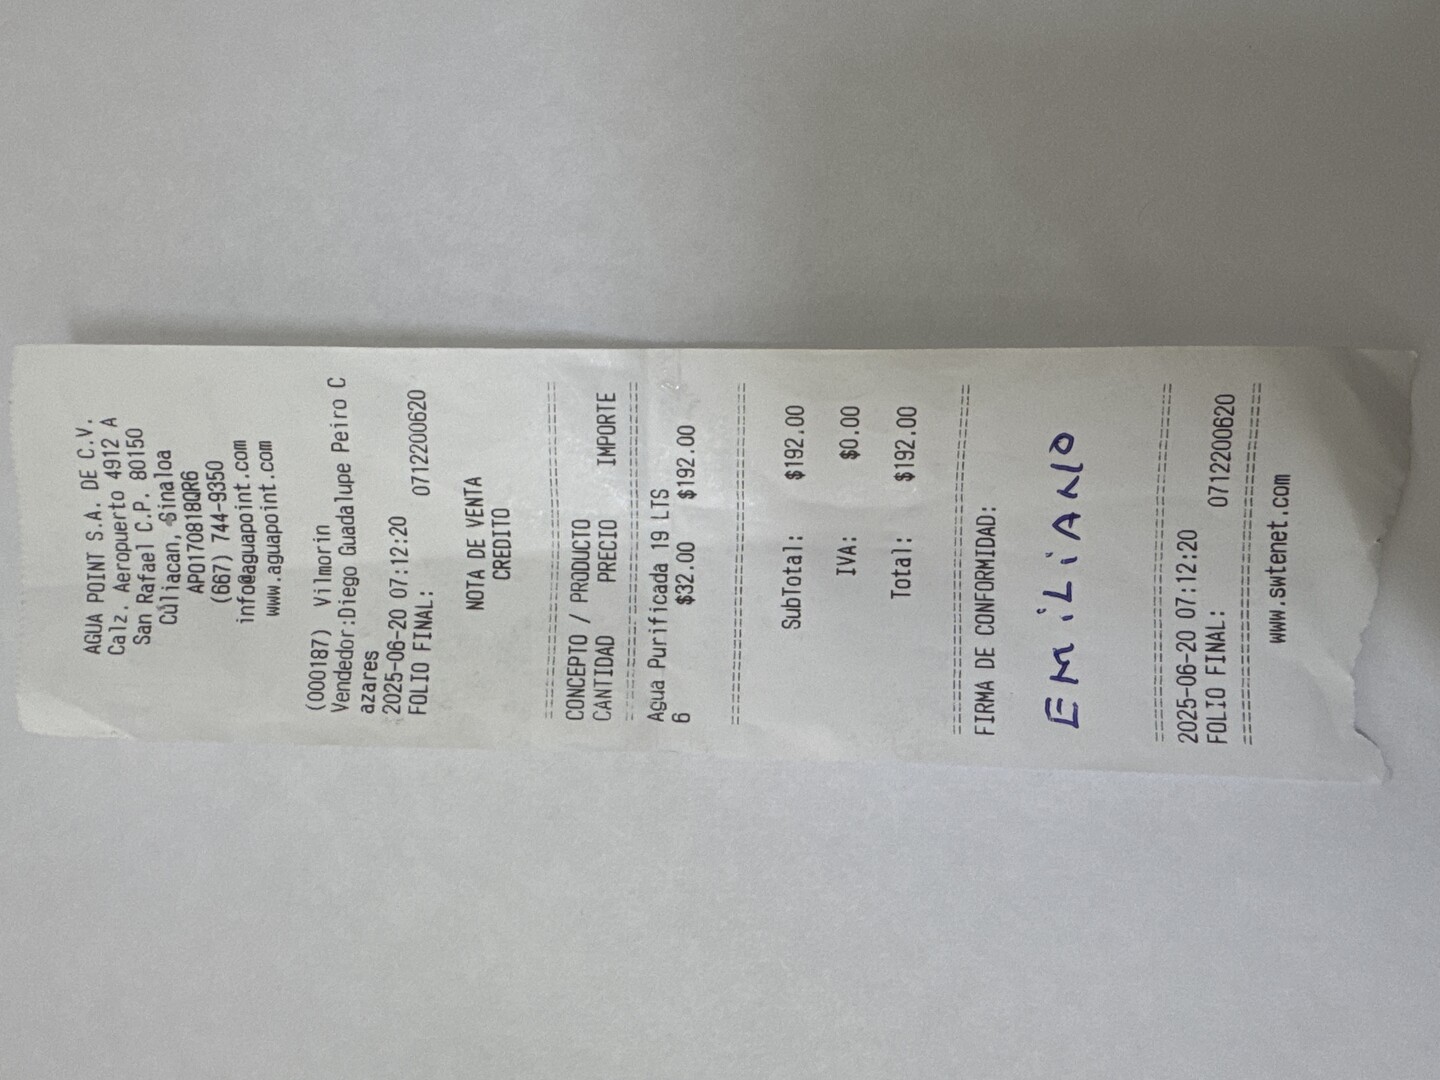 AGUA POINT S.A. DE C.V.
Calz. Aeropuerto 4912 A
San Rafael C.P. 80150
Culiacan, Sinaloa
APO170818QR6
(667) 744-9350
info@aguapoint.com
www.aguapoint.com
(000187) Vilmorin
Vendedor:Diego Guadalupe Peiro C
azares
2025-06-20 07:12:20
FOLIO FINAL: 0712200620
NOTA DE VENTA
CREDITO
================================
CONCEPTO / PRODUCTO
CANTIDAD PRECIO IMPORTE
================================
Agua Purificada 19 LTS
6 $32.00 $192.00
================================
SubTotal: $192.00
IVA: $0.00
Total: $192.00
================================
FIRMA DE CONFORMIDAD:
EMiLiANO
================================
2025-06-20 07:12:20
FOLIO FINAL: 0712200620
================================
www.swtenet.com